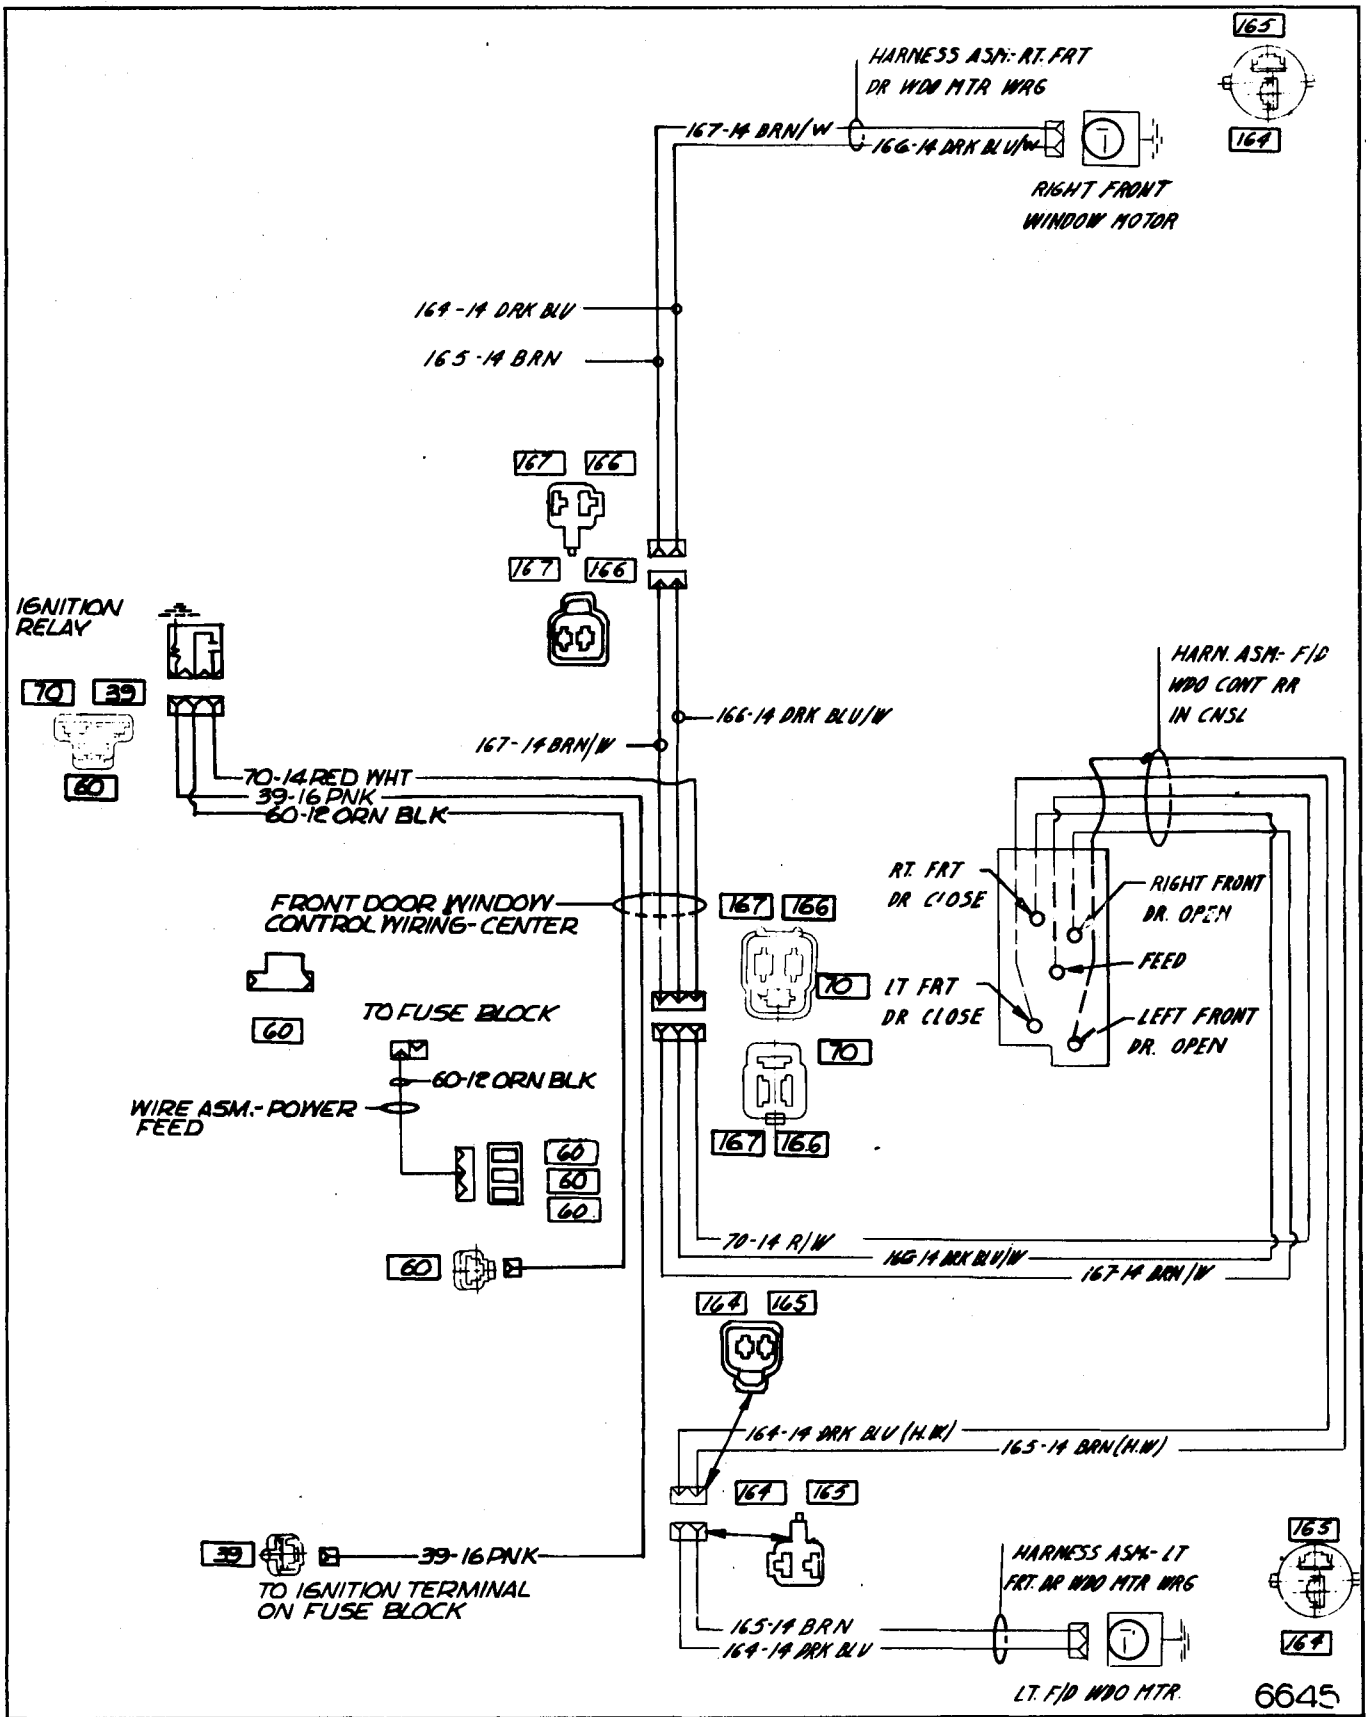 165
HARNESS ASM-RT. FRT
DR WDO MTR WRG
167-14 BRN/W
166-14 DRK BLU/W
164
RIGHT FRONT
WINDOW MOTOR
164-14 DRK BLU
165-14 BRN
167 166
167 166
IGNITION
RELAY
70 39
60
HARN. ASM- F/D
WDO CONT RR
IN CNSL
166-14 DRK BLU/W
167-14 BRN/W
70-14 RED WHT
39-16 PNK
60-12 ORN BLK
RT. FRT
DR CLOSE
RIGHT FRONT
DR. OPEN
FEED
LT FRT
DR CLOSE
LEFT FRONT
DR. OPEN
FRONT DOOR WINDOW
CONTROL WIRING-CENTER
167 166
70
60
TO FUSE BLOCK
60-12 ORN BLK
WIRE ASM.-POWER
FEED
70
167 166
60
60
60
60
70-14 R/W
166-14 DRK BLU/W
167-14 BRN/W
164 165
164-14 DRK BLU (H.W)
165-14 BRN (H.W)
164 165
39
39-16 PNK
TO IGNITION TERMINAL
ON FUSE BLOCK
HARNESS ASM-LT
FRT. DR WDO MTR WRG
165
165-14 BRN
164-14 DRK BLU
164
LT. F/D WDO MTR.
6645